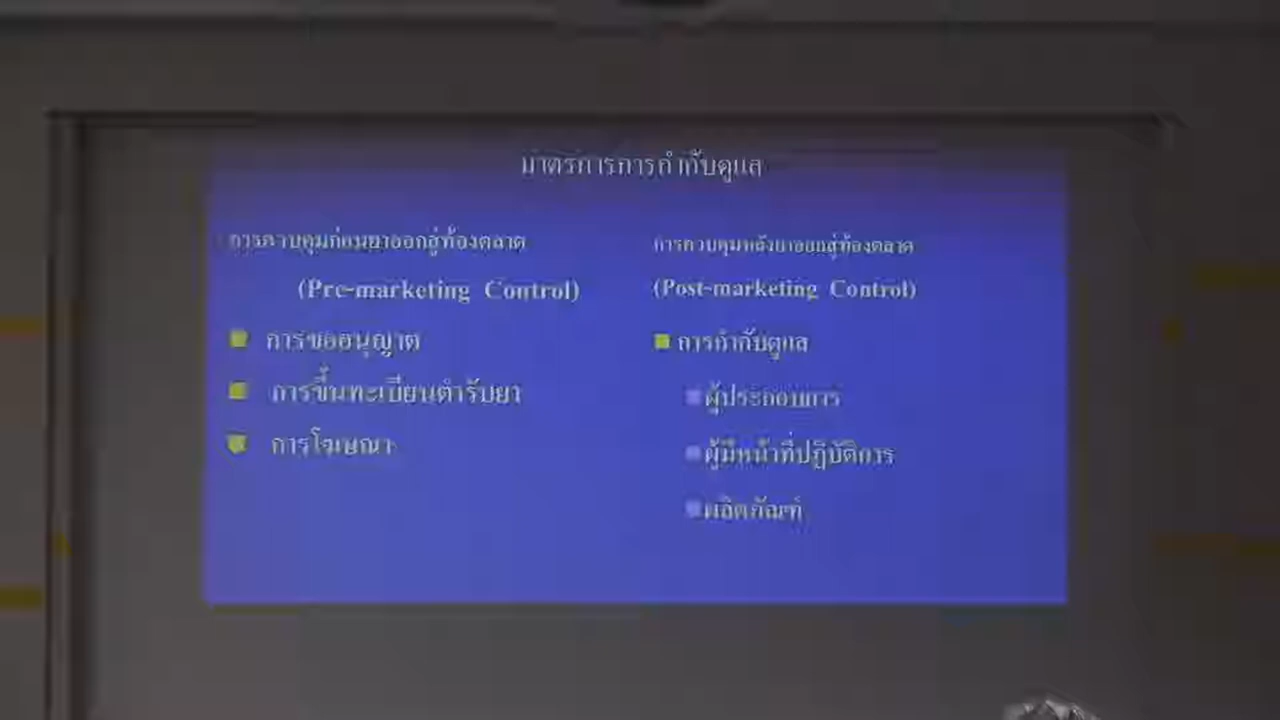 มาตรการการกำกับดูแล
การควบคุมก่อนยาออกสู่ท้องตลาด
(Pre-marketing Control)
การขออนุญาต
การขึ้นทะเบียนตำรับยา
การโฆษณา
การควบคุมหลังยาออกสู่ท้องตลาด
(Post-marketing Control)
การกำกับดูแล
ผู้ประกอบการ
ผู้มีหน้าที่ปฏิบัติการ
ผลิตภัณฑ์